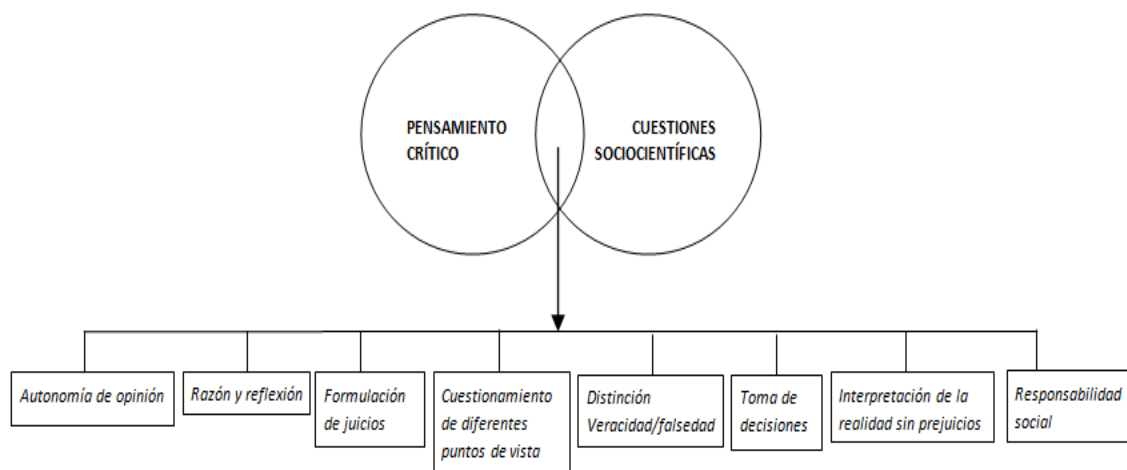 PENSAMIENTO
CRÍTICO
CUESTIONES
SOCIOCIENTÍFICAS
Autonomía de opinión
Razón y reflexión
Formulación
de juicios
Cuestionamiento
de diferentes
puntos de vista
Distinción
Veracidad/falsedad
Toma de
decisiones
Interpretación de la
realidad sin prejuicios
Responsabilidad
social